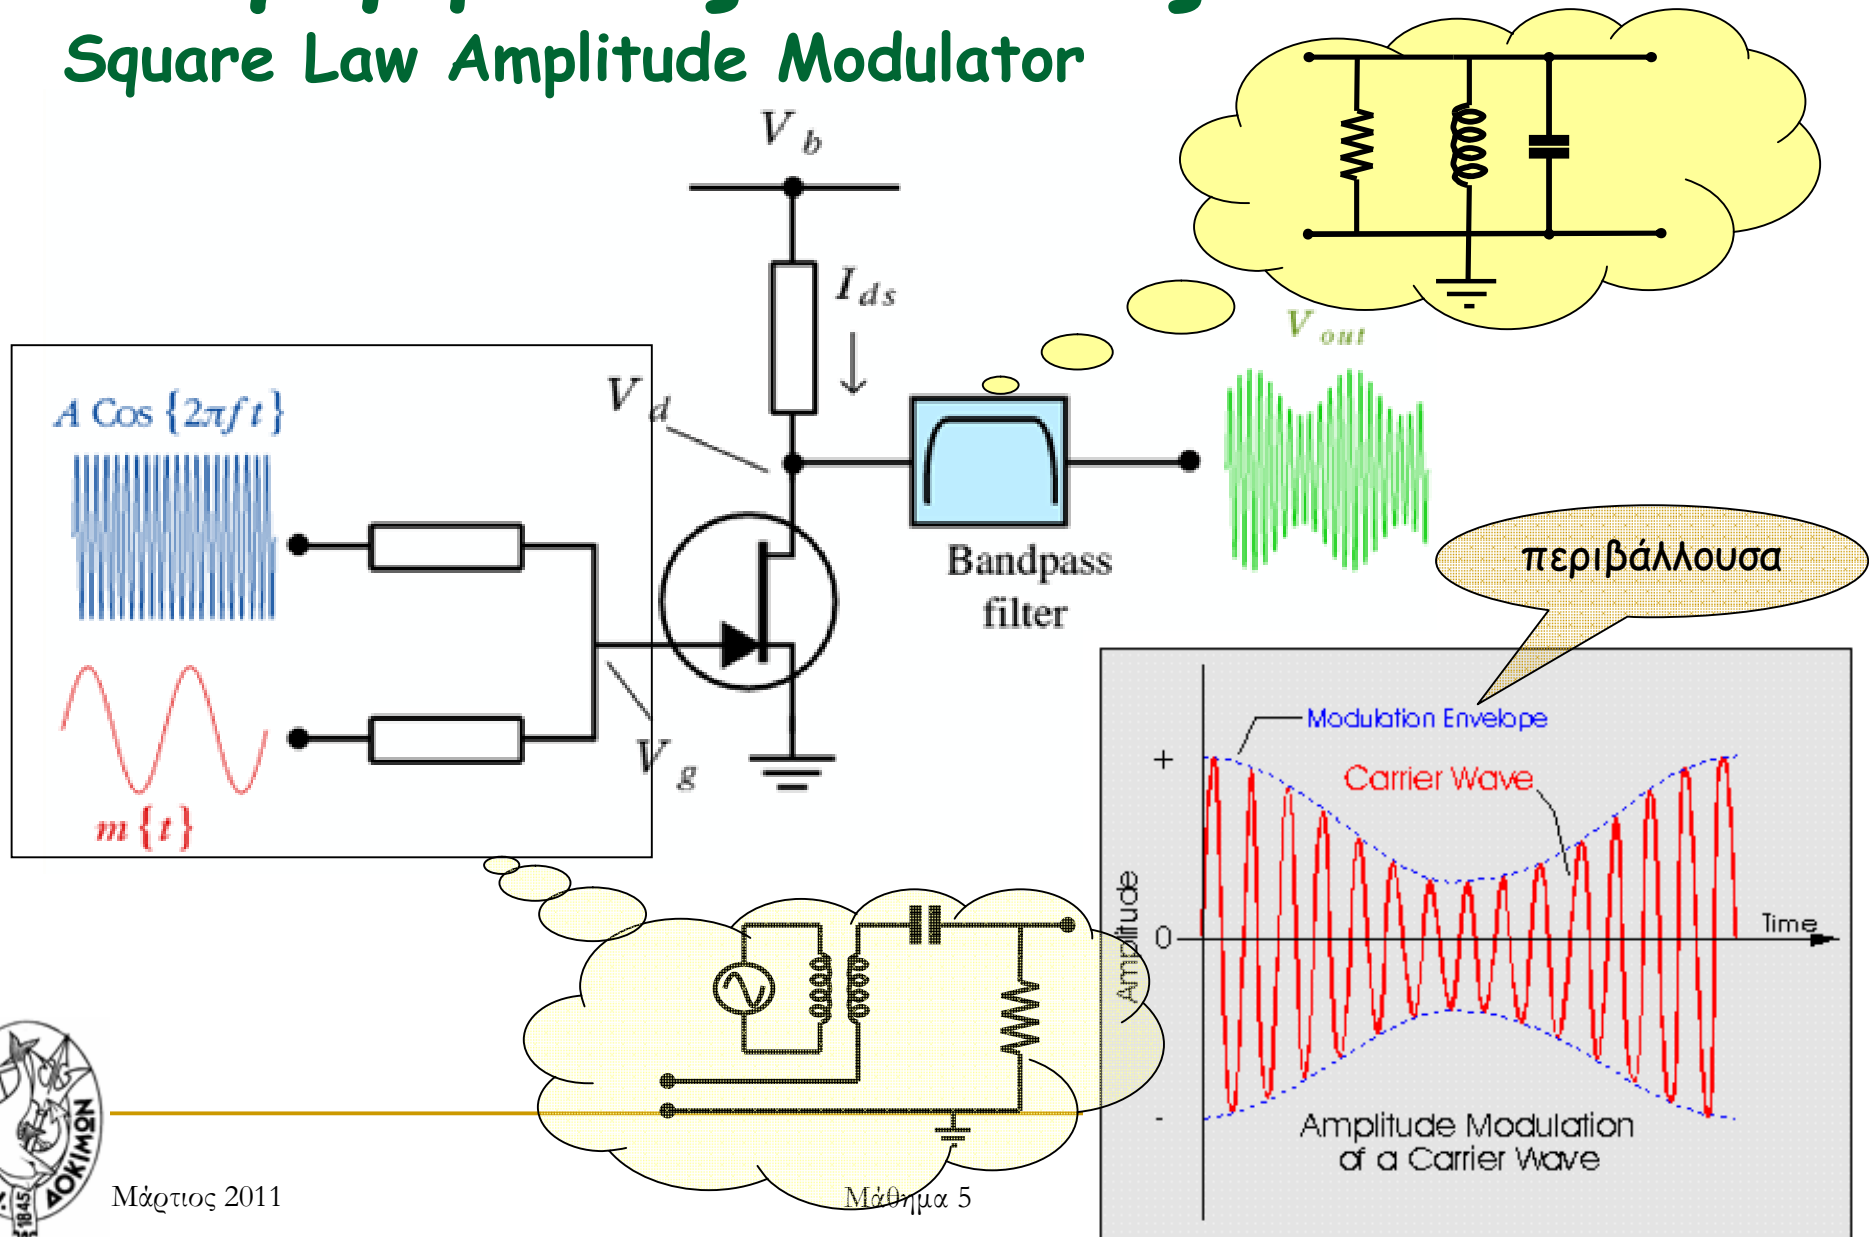 Square Law Amplitude Modulator
V b
I ds
V out
V d
A Cos {2πft}
Bandpass
filter
περιβάλλουσα
V g
m{t}
Modulation Envelope
+
Carrier Wave
Amplitude
0
Time
-
Amplitude Modulation
of a Carrier Wave
ΔΟΚΙΜΩΝ
1845
Μάρτιος 2011
Μάθημα 5